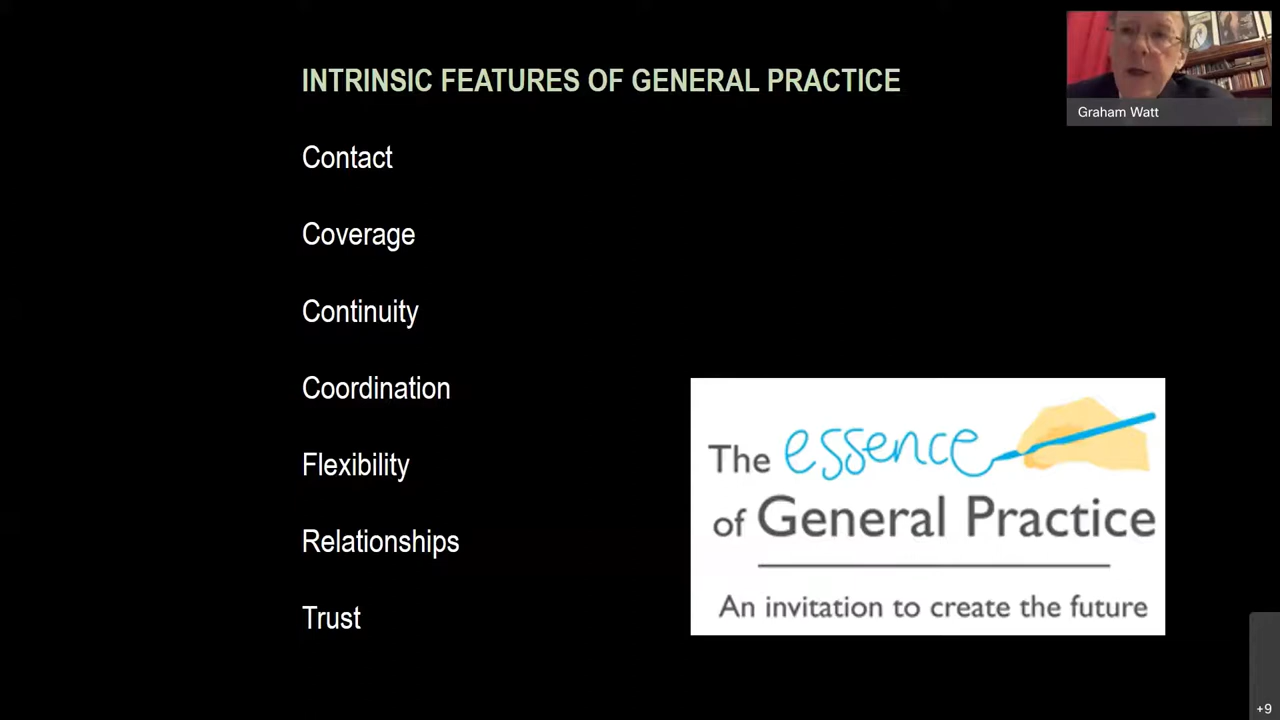 INTRINSIC FEATURES OF GENERAL PRACTICE
Graham Watt
Contact
Coverage
Continuity
Coordination
Flexibility
Relationships
Trust
The essence
of General Practice
An invitation to create the future
+9